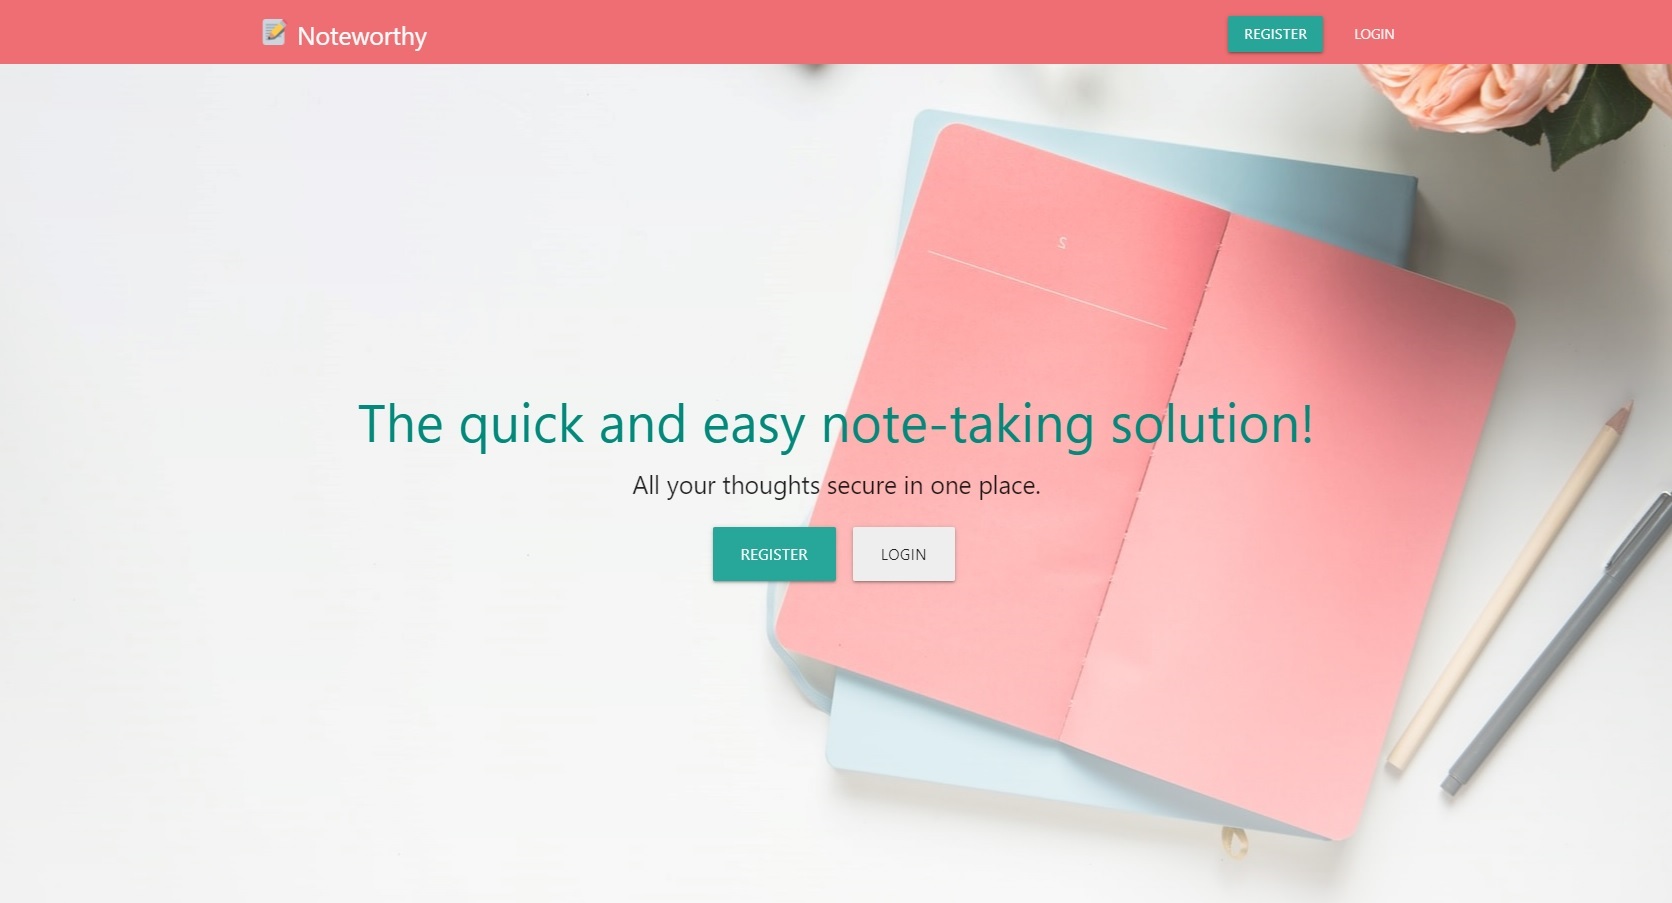 Noteworthy
REGISTER
LOGIN
The quick and easy note-taking solution!
All your thoughts secure in one place.
REGISTER
LOGIN